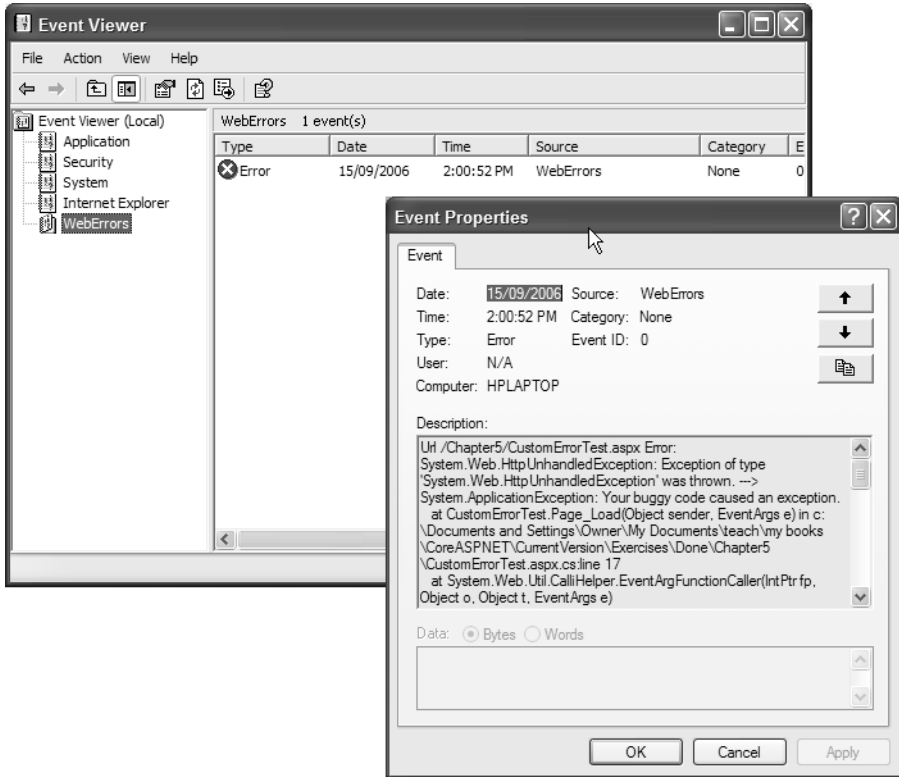 Event Viewer
File Action View Help
Event Viewer (Local)
Application
Security
System
Internet Explorer
WebErrors
WebErrors 1 event(s)
Type Date Time Source Category E
Error 15/09/2006 2:00:52 PM WebErrors None 0
Event Properties
Event
Date: 15/09/2006 Source: WebErrors
Time: 2:00:52 PM Category: None
Type: Error Event ID: 0
User: N/A
Computer: HPLAPTOP
Description:
Url /Chapter5/CustomErrorTest.aspx Error:
System.Web.HttpUnhandledException: Exception of type
'System.Web.HttpUnhandledException' was thrown. --->
System.ApplicationException: Your buggy code caused an exception.
at CustomErrorTest.Page_Load(Object sender, EventArgs e) in c:
\Documents and Settings\Owner\My Documents\teach\my books
\CoreASPNET\CurrentVersion\Exercises\Done\Chapter5
\CustomErrorTest.aspx.cs:line 17
at System.Web.Util.CalliHelper.EventArgFunctionCaller(IntPtr fp,
Object o, Object t, EventArgs e)
Data: Bytes Words
OK Cancel Apply